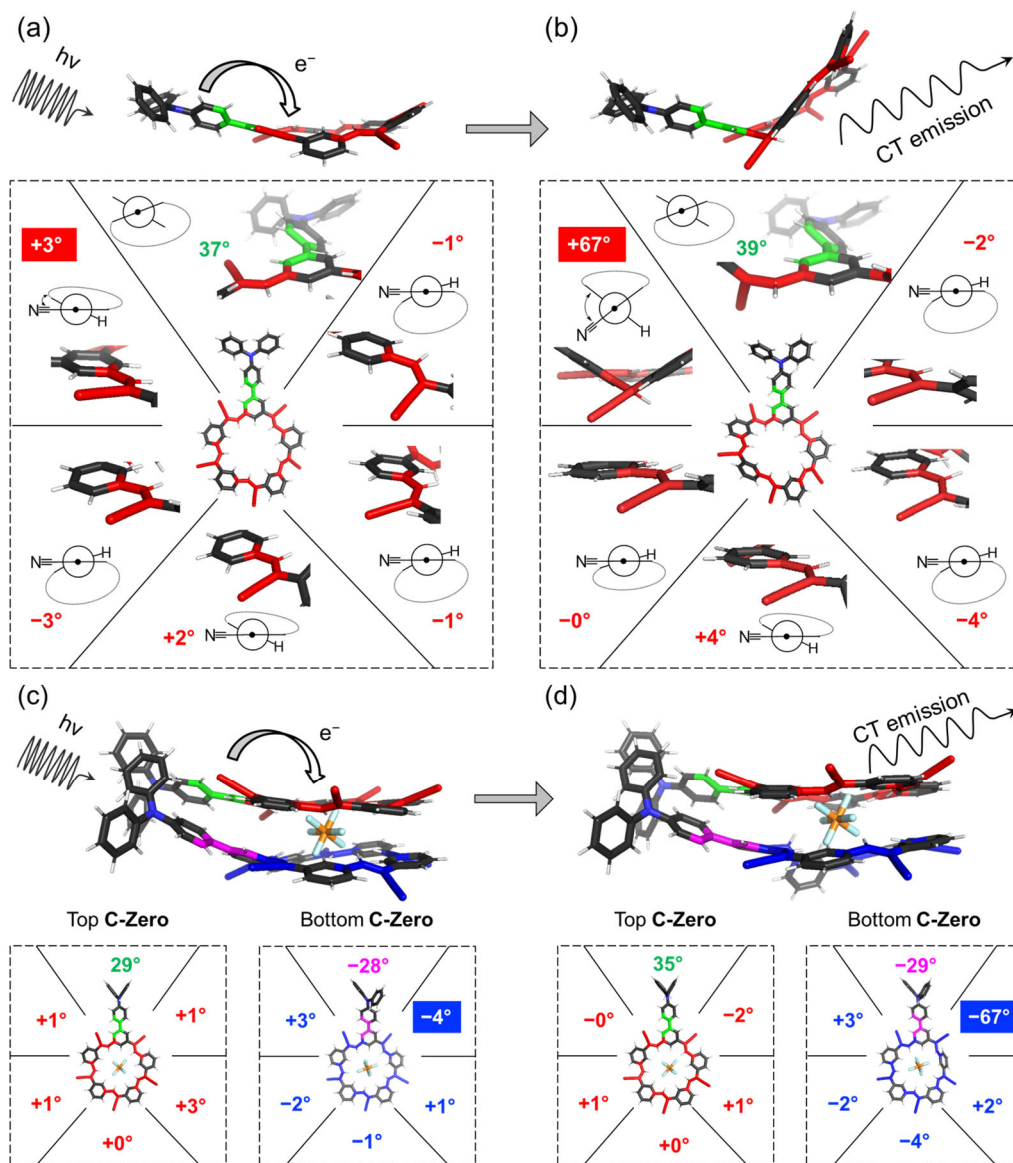 (a)
hν
e⁻
(b)
CT emission
+3°
37°
−1°
N≡
H
H
N≡
H
H
N≡
H
−3°
+2°
−1°
+67°
39°
−2°
N≡
H
H
N≡
H
H
N≡
H
−0°
+4°
−4°
(c)
hν
e⁻
(d)
CT emission
Top C-Zero
Bottom C-Zero
Top C-Zero
Bottom C-Zero
29°
+1°
+1°
+1°
+3°
+0°
−28°
+3°
−4°
−2°
+1°
−1°
35°
−0°
−2°
+1°
+1°
+0°
−29°
+3°
−67°
−2°
+2°
−4°